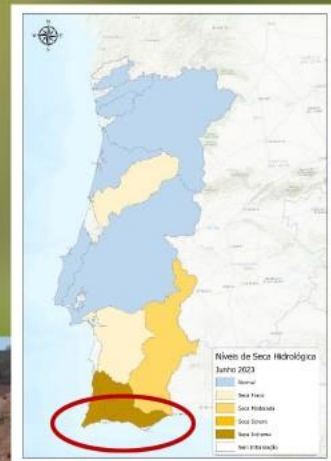 N
Níveis de Seca Hidrológica
Junho 2023
Normal
Seca Fraca
Seca Moderada
Seca Severa
Seca Extrema
Sem Informação